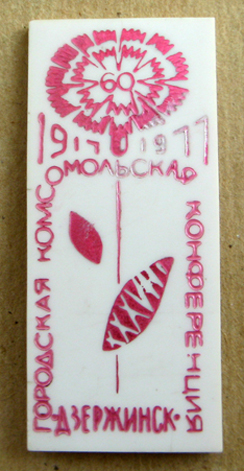 60
1917 1977
ГОРОДСКАЯ КОМСОМОЛЬСКАЯ КОНФЕРЕНЦИЯ
ДЗЕРЖИНСК